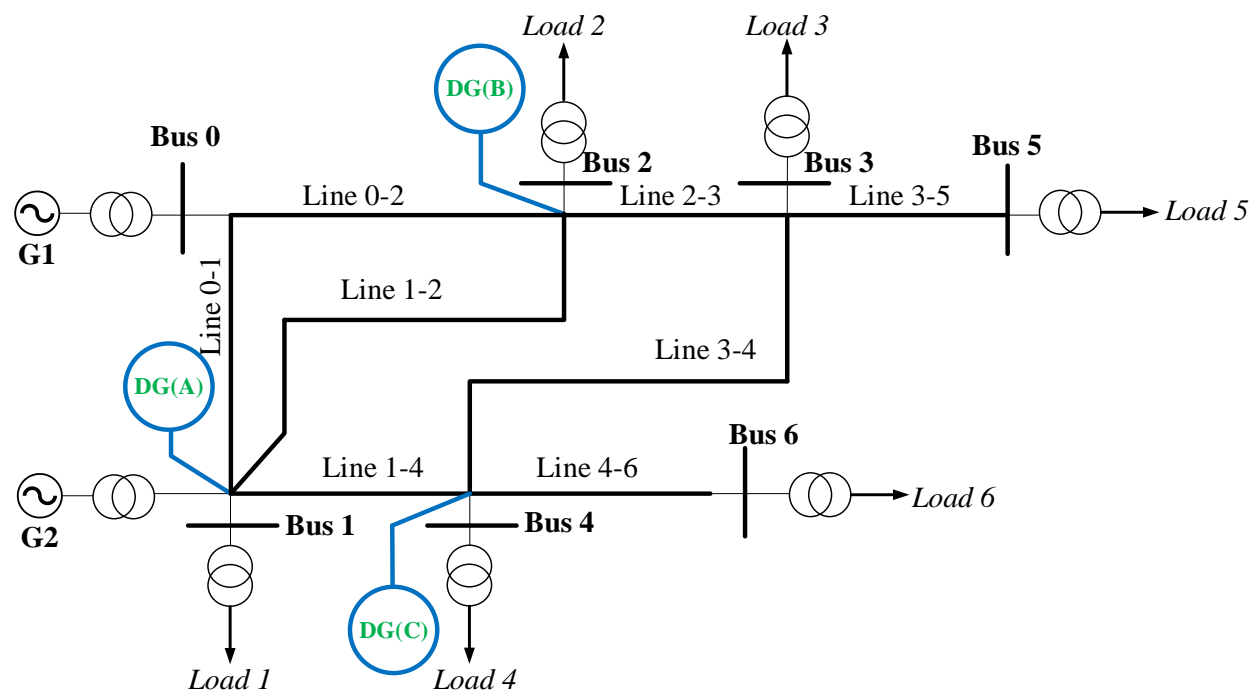 Load 2
Load 3
DG(B)
Bus 0
Bus 2
Bus 3
Bus 5
Line 0-2
Line 2-3
Line 3-5
G1
Load 5
Line 0-1
Line 1-2
Line 3-4
DG(A)
Bus 6
Line 1-4
Line 4-6
Load 6
G2
Bus 1
Bus 4
DG(C)
Load 1
Load 4